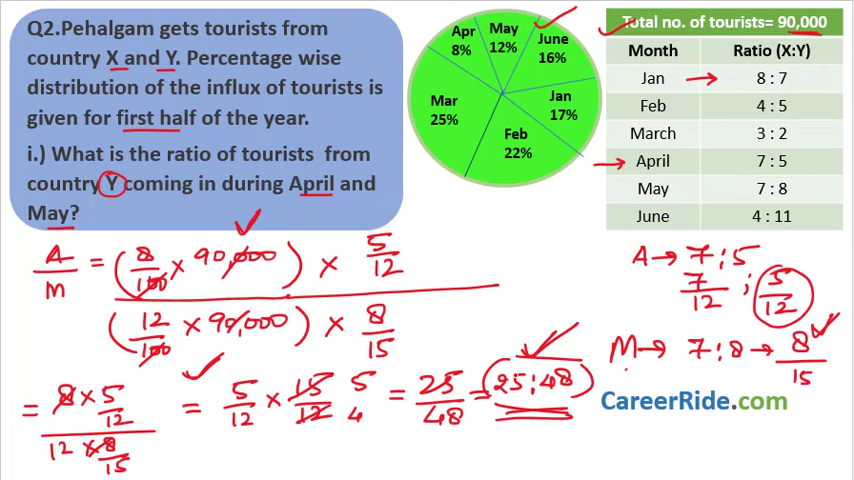 Q2.Pehalgam gets tourists from
country X and Y. Percentage wise
distribution of the influx of tourists is
given for first half of the year.
i.) What is the ratio of tourists from
country Y coming in during April and
May?
Apr
8%
May
12%
June
16%
Jan
17%
Feb
22%
Mar
25%
Total no. of tourists= 90,000
Month Ratio (X:Y)
Jan 8 : 7
Feb 4 : 5
March 3 : 2
April 7 : 5
May 7 : 8
June 4 : 11
A/M = (8/100 × 90,000) × 5/12
(12/100 × 90,000) × 8/15
A → 7 : 5
7/12 ; 5/12
M → 7 : 8 → 8/15
= 8 × 5/12 = 5/12 × 15/12 5 4 = 25/48 = 25:48
12 × 8/15
CareerRide.com